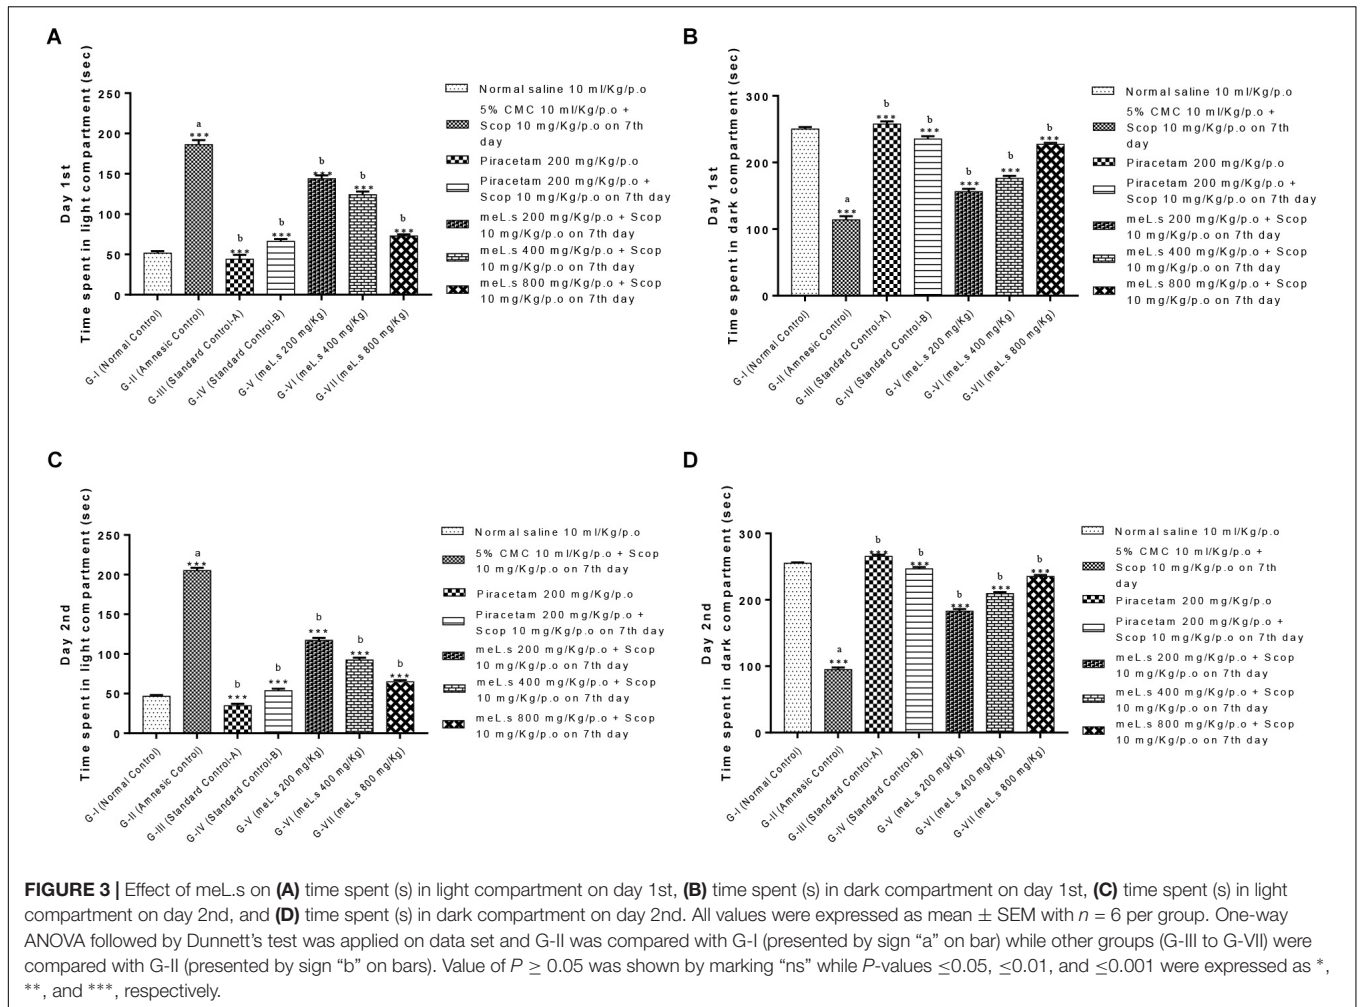 A
Day 1st
Time spent in light compartment (sec)
250
200
150
100
50
0
a
***
b
***
b
***
b
***
b
***
b
***
G-I (Normal Control)
G-II (Amnesic Control)
G-III (Standard Control-A)
G-IV (Standard Control-B)
G-V (meL.s 200 mg/Kg)
G-VI (meL.s 400 mg/Kg)
G-VII (meL.s 800 mg/Kg)
Normal saline 10 ml/Kg/p.o
5% CMC 10 ml/Kg/p.o +
Scop 10 mg/Kg/p.o on 7th
day
Piracetam 200 mg/Kg/p.o
Piracetam 200 mg/Kg/p.o +
Scop 10 mg/Kg/p.o on 7th day
meL.s 200 mg/Kg/p.o + Scop
10 mg/Kg/p.o on 7th day
meL.s 400 mg/Kg/p.o + Scop
10 mg/Kg/p.o on 7th day
meL.s 800 mg/Kg/p.o + Scop
10 mg/Kg/p.o on 7th day
B
Day 1st
Time spent in dark compartment (sec)
300
200
100
0
a
***
b
***
b
***
b
***
b
***
b
***
G-I (Normal Control)
G-II (Amnesic Control)
G-III (Standard Control-A)
G-IV (Standard Control-B)
G-V (meL.s 200 mg/Kg)
G-VI (meL.s 400 mg/Kg)
G-VII (meL.s 800 mg/Kg)
Normal saline 10 ml/Kg/p.o
5% CMC 10 ml/Kg/p.o +
Scop 10 mg/Kg/p.o on 7th
day
Piracetam 200 mg/Kg/p.o
Piracetam 200 mg/Kg/p.o +
Scop 10 mg/Kg/p.o on 7th day
meL.s 200 mg/Kg/p.o + Scop
10 mg/Kg/p.o on 7th day
meL.s 400 mg/Kg/p.o + Scop
10 mg/Kg/p.o on 7th day
meL.s 800 mg/Kg/p.o + Scop
10 mg/Kg/p.o on 7th day
C
Day 2nd
Time spent in light compartment (sec)
250
200
150
100
50
0
a
***
b
***
b
***
b
***
b
***
b
***
G-I (Normal Control)
G-II (Amnesic Control)
G-III (Standard Control-A)
G-IV (Standard Control-B)
G-V (meL.s 200 mg/Kg)
G-VI (meL.s 400 mg/Kg)
G-VII (meL.s 800 mg/Kg)
Normal saline 10 ml/Kg/p.o
5% CMC 10 ml/Kg/p.o + Scop
10 mg/Kg/p.o on 7th day
Piracetam 200 mg/Kg/p.o
Piracetam 200 mg/Kg/p.o +
Scop 10 mg/Kg/p.o on 7th day
meL.s 200 mg/Kg/p.o + Scop
10 mg/Kg/p.o on 7th day
meL.s 400 mg/Kg/p.o + Scop
10 mg/Kg/p.o on 7th day
meL.s 800 mg/Kg/p.o + Scop
10 mg/Kg/p.o on 7th day
D
Day 2nd
Time spent in dark compartment (sec)
300
200
100
0
a
***
b
***
b
***
b
***
b
***
b
***
G-I (Normal Control)
G-II (Amnesic Control)
G-III (Standard Control-A)
G-IV (Standard Control-B)
G-V (meL.s 200 mg/Kg)
G-VI (meL.s 400 mg/Kg)
G-VII (meL.s 800 mg/Kg)
Normal saline 10 ml/Kg/p.o
5% CMC 10 ml/Kg/p.o +
Scop 10 mg/Kg/p.o on 7th
day
Piracetam 200 mg/Kg/p.o
Piracetam 200 mg/Kg/p.o +
Scop 10 mg/Kg/p.o on 7th day
meL.s 200 mg/Kg/p.o + Scop
10 mg/Kg/p.o on 7th day
meL.s 400 mg/Kg/p.o + Scop
10 mg/Kg/p.o on 7th day
meL.s 800 mg/Kg/p.o + Scop
10 mg/Kg/p.o on 7th day
FIGURE 3 | Effect of meL.s on (A) time spent (s) in light compartment on day 1st, (B) time spent (s) in dark compartment on day 1st, (C) time spent (s) in light
compartment on day 2nd, and (D) time spent (s) in dark compartment on day 2nd. All values were expressed as mean ± SEM with n = 6 per group. One-way
ANOVA followed by Dunnett's test was applied on data set and G-II was compared with G-I (presented by sign "a" on bar) while other groups (G-III to G-VII) were
compared with G-II (presented by sign "b" on bars). Value of P ≥ 0.05 was shown by marking "ns" while P-values ≤0.05, ≤0.01, and ≤0.001 were expressed as *,
**, and ***, respectively.